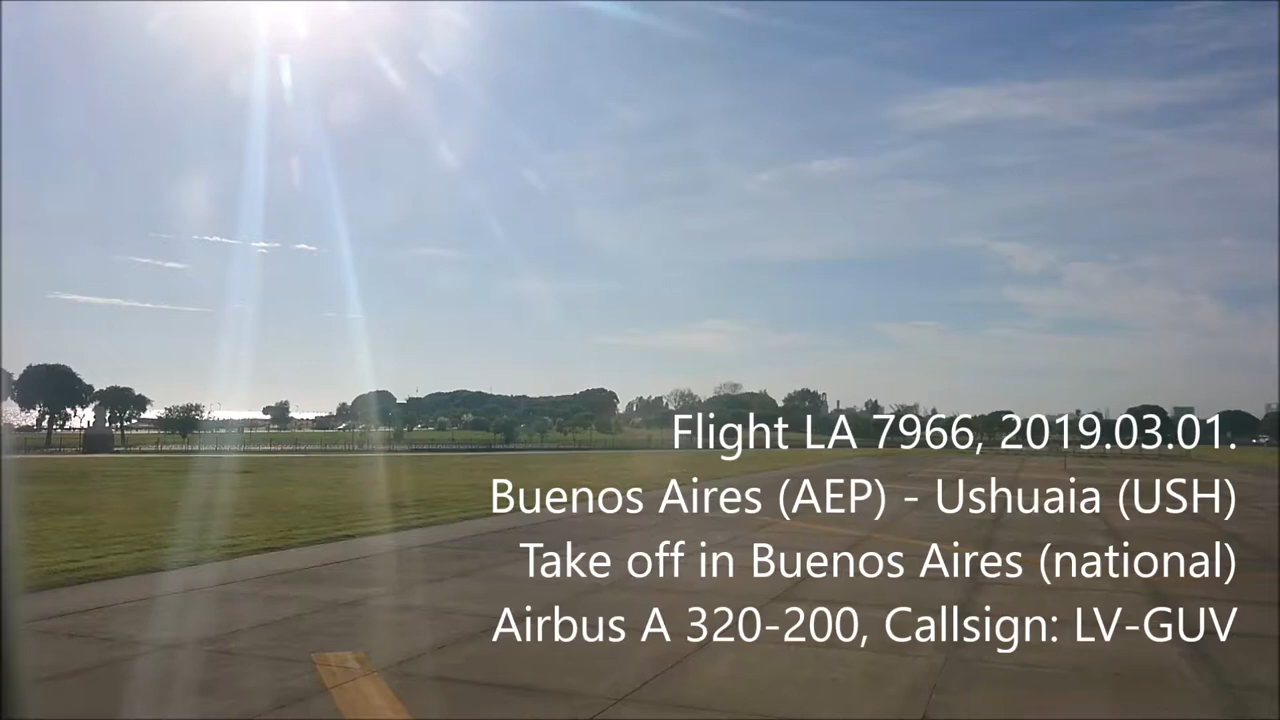 Flight LA 7966, 2019.03.01.
Buenos Aires (AEP) - Ushuaia (USH)
Take off in Buenos Aires (national)
Airbus A 320-200, Callsign: LV-GUV